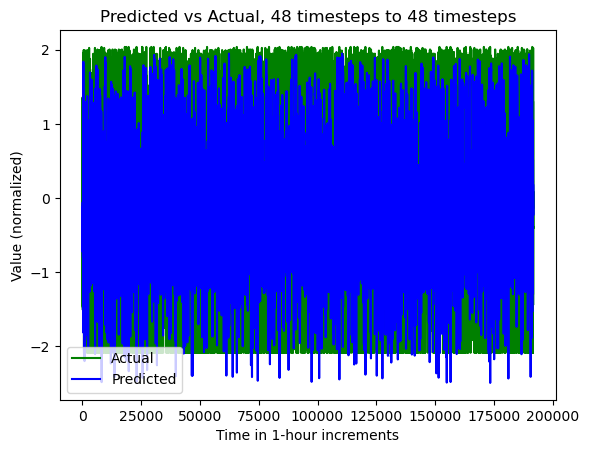 Predicted vs Actual, 48 timesteps to 48 timesteps
Value (normalized)
2
1
0
−1
−2
Actual
Predicted
0 25000 50000 75000 100000 125000 150000 175000 200000
Time in 1-hour increments